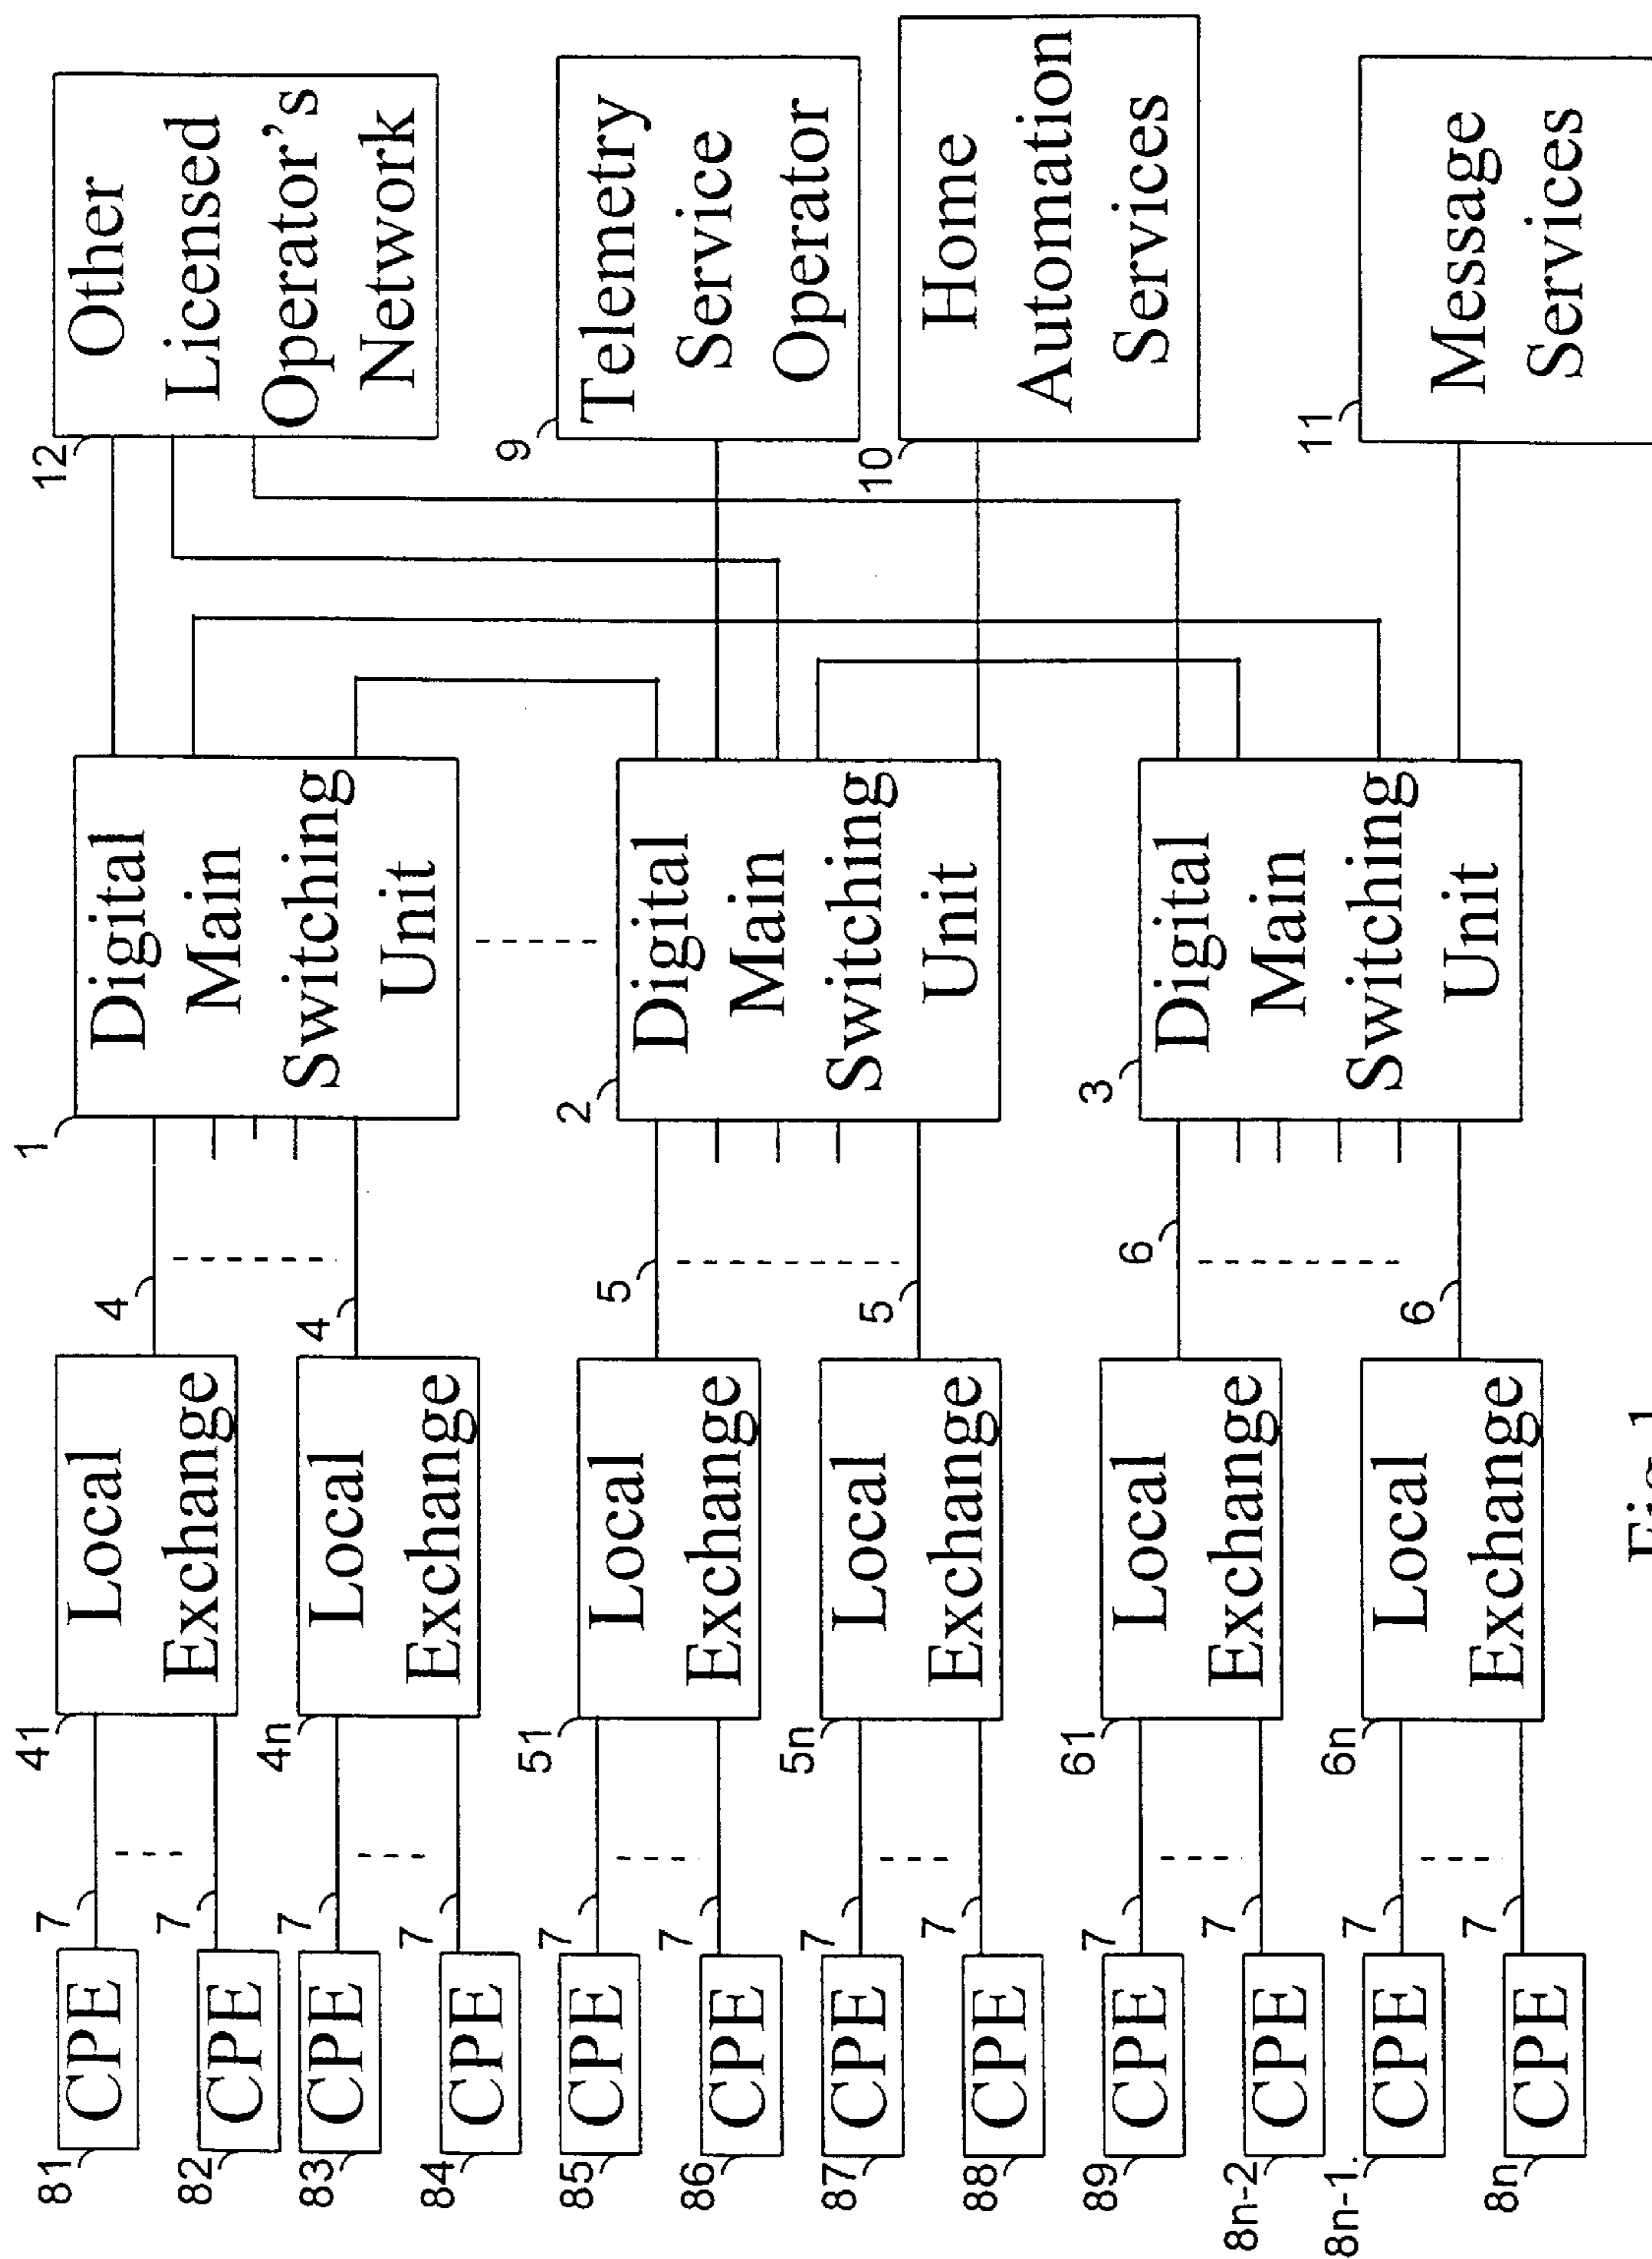 81
CPE
7
82
CPE
7
83
CPE
7
84
CPE
7
85
CPE
7
86
CPE
7
87
CPE
7
88
CPE
7
89
CPE
7
8n-2
CPE
7
8n-1.
CPE
7
8n
CPE
7
41
Local
Exchange
4n
Local
Exchange
51
Local
Exchange
5n
Local
Exchange
61
Local
Exchange
6n
Local
Exchange
4
4
5
5
6
6
1
Digital
Main
Switching
Unit
2
Digital
Main
Switching
Unit
3
Digital
Main
Switching
Unit
12
Other
Licensed
Operator's
Network
9
Telemetry
Service
Operator
10
Home
Automation
Services
11
Message
Services
Fig 1